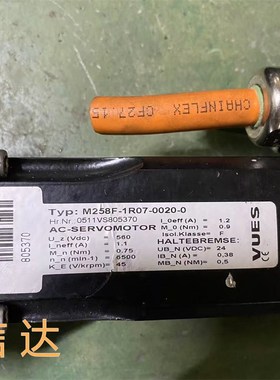 CHAINFLEX CF27.15
Typ: M258F-1R07-0020-0
Hr.Nr.:0511VS805370
AC-SERVOMOTOR
U_z (Vdc) = 560
I_neff (A) = 1.1
M_n (Nm) = 0.75
n_n (min-1) = 6500
K_E (V/krpm)= 45
I_0eff (A) = 1.2
M_0 (Nm) = 0.9
Isol.Klasse= F
HALTEBREMSE:
UB_N (VDC)= 24
IB_N (A)= 0,38
MB_N (NM)= 0,5
VUES
805370
信达